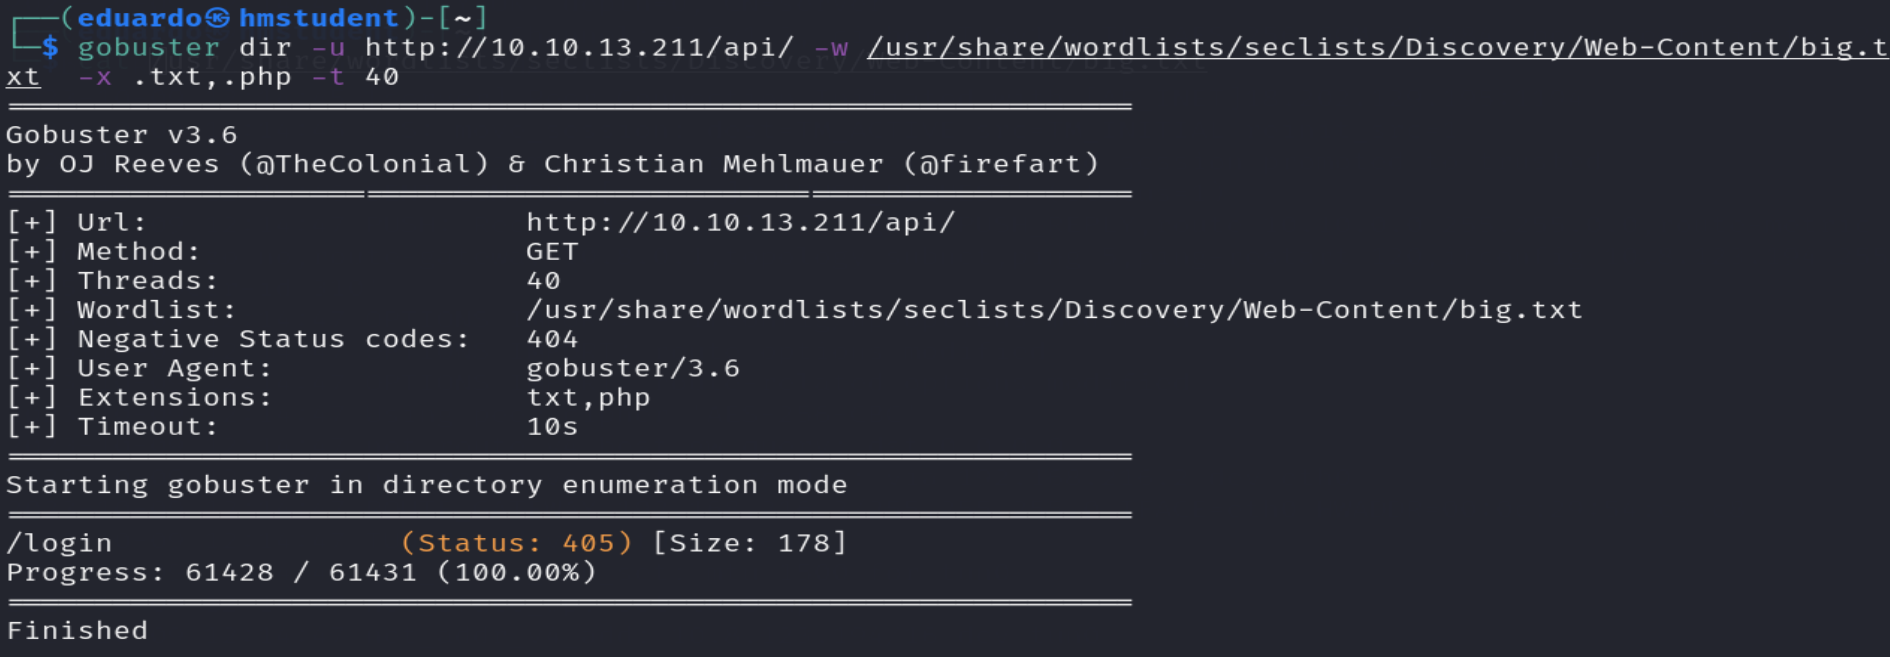 ┌──(eduardo㉿hmstudent)-[~]
└─$ gobuster dir -u http://10.10.13.211/api/ -w /usr/share/wordlists/seclists/Discovery/Web-Content/big.t
xt -x .txt,.php -t 40
===============================================================
Gobuster v3.6
by OJ Reeves (@TheColonial) & Christian Mehlmauer (@firefart)
===============================================================
[+] Url: http://10.10.13.211/api/
[+] Method: GET
[+] Threads: 40
[+] Wordlist: /usr/share/wordlists/seclists/Discovery/Web-Content/big.txt
[+] Negative Status codes: 404
[+] User Agent: gobuster/3.6
[+] Extensions: txt,php
[+] Timeout: 10s
===============================================================
Starting gobuster in directory enumeration mode
===============================================================
/login (Status: 405) [Size: 178]
Progress: 61428 / 61431 (100.00%)
===============================================================
Finished